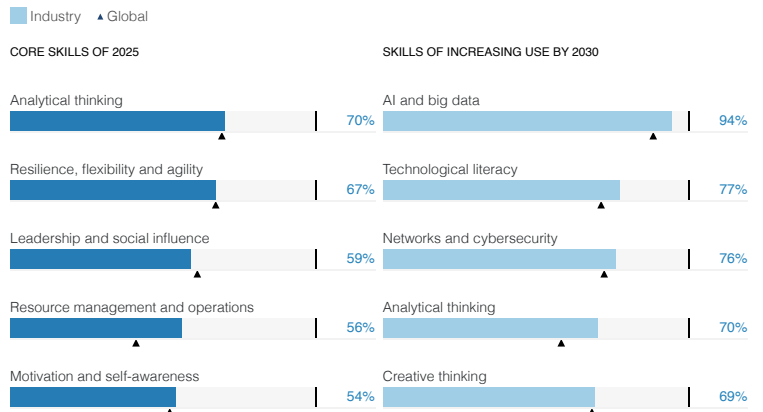 Industry Global
CORE SKILLS OF 2025
Analytical thinking
70%
Resilience, flexibility and agility
67%
Leadership and social influence
59%
Resource management and operations
56%
Motivation and self-awareness
54%
SKILLS OF INCREASING USE BY 2030
AI and big data
94%
Technological literacy
77%
Networks and cybersecurity
76%
Analytical thinking
70%
Creative thinking
69%